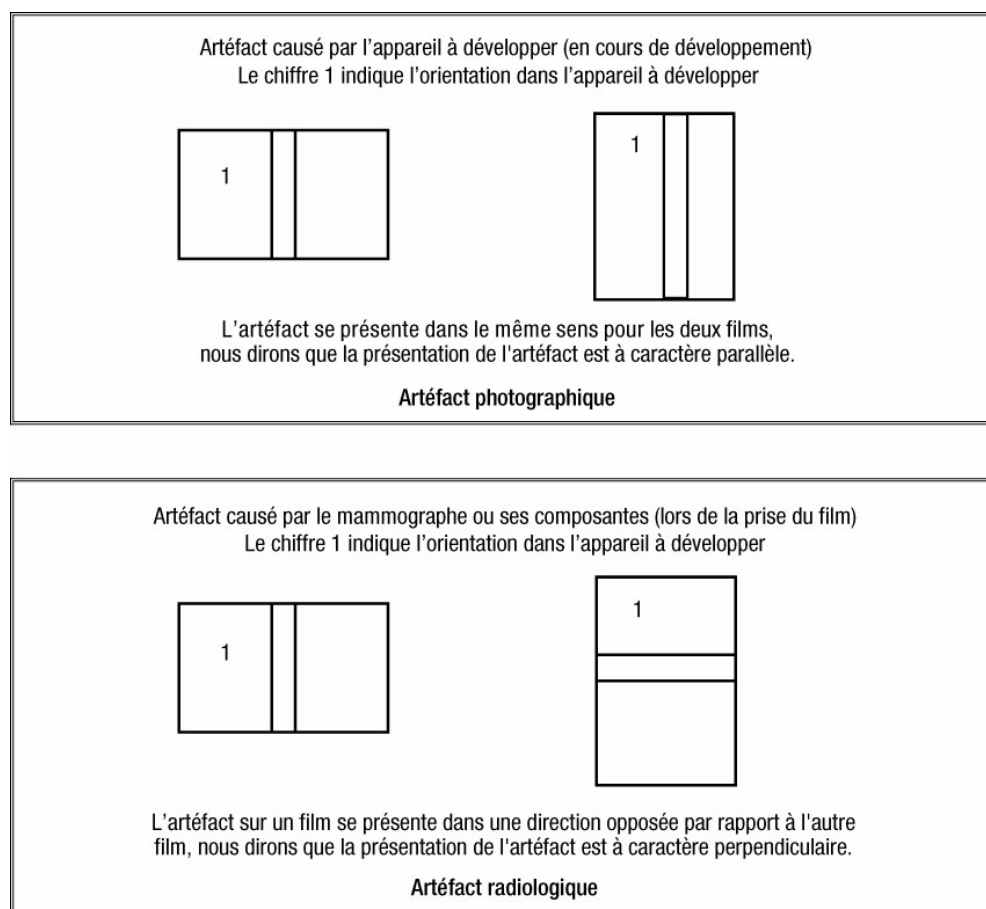 Artéfact causé par l'appareil à développer (en cours de développement)
Le chiffre 1 indique l'orientation dans l'appareil à développer
1
1
L'artéfact se présente dans le même sens pour les deux films,
nous dirons que la présentation de l'artéfact est à caractère parallèle.
Artéfact photographique
Artéfact causé par le mammographe ou ses composantes (lors de la prise du film)
Le chiffre 1 indique l'orientation dans l'appareil à développer
1
1
L'artéfact sur un film se présente dans une direction opposée par rapport à l'autre
film, nous dirons que la présentation de l'artéfact est à caractère perpendiculaire.
Artéfact radiologique